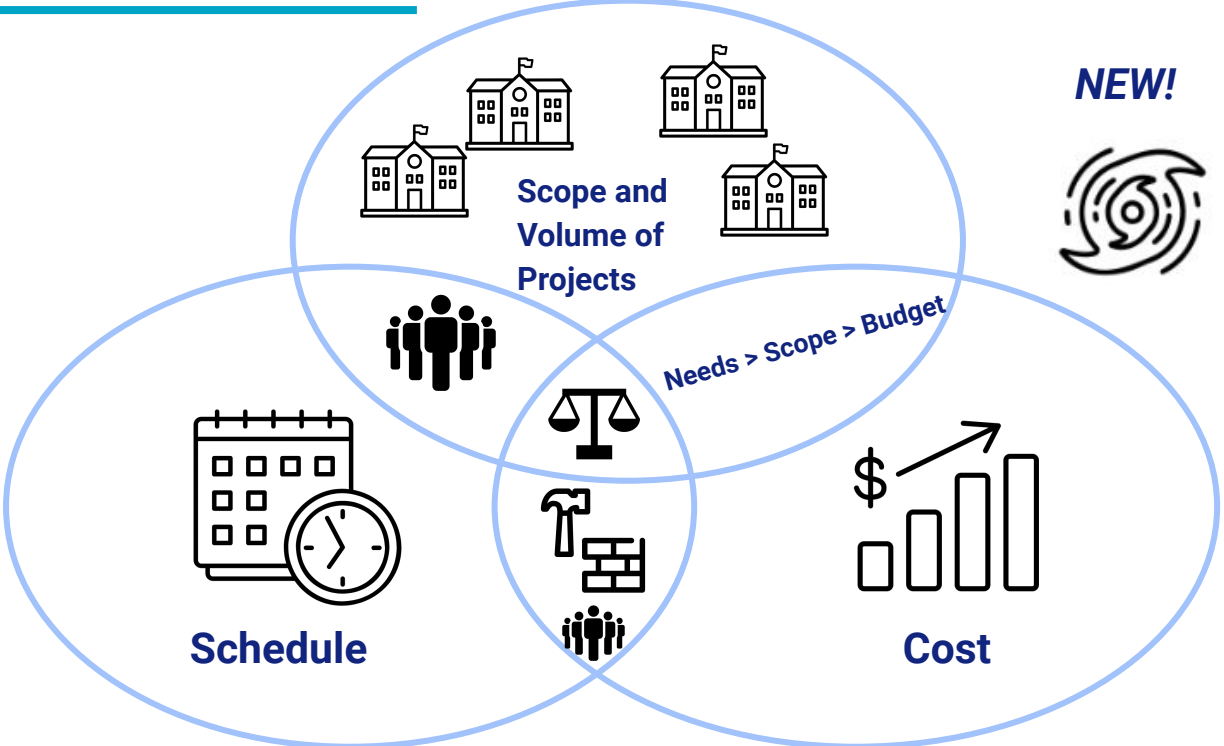 NEW!
Scope and
Volume of
Projects
Needs > Scope > Budget
$
Schedule
Cost